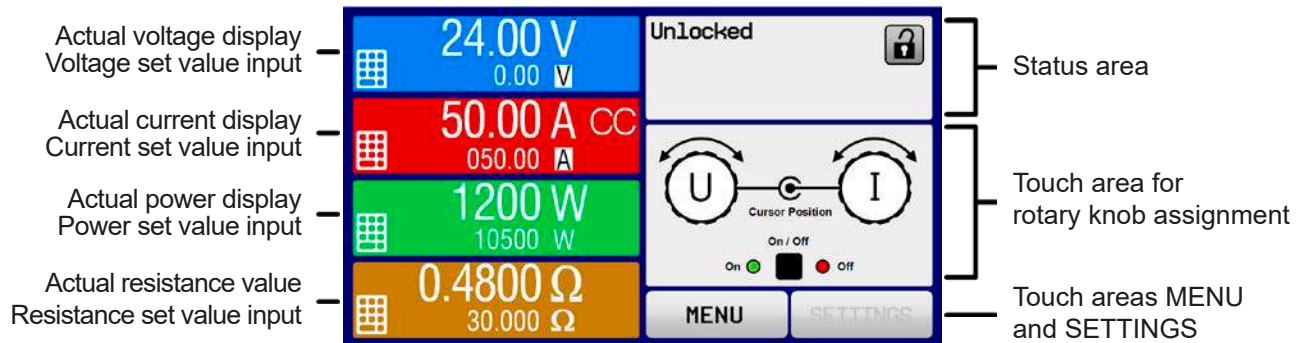 Actual voltage display
Voltage set value input
Actual current display
Current set value input
Actual power display
Power set value input
Actual resistance value
Resistance set value input
24.00 V
0.00 V
50.00 A CC
050.00 A
1200 W
10500 W
0.4800 Ω
30.000 Ω
Unlocked
U
I
Cursor Position
On / Off
On
Off
MENU
SETTINGS
Status area
Touch area for
rotary knob assignment
Touch areas MENU
and SETTINGS